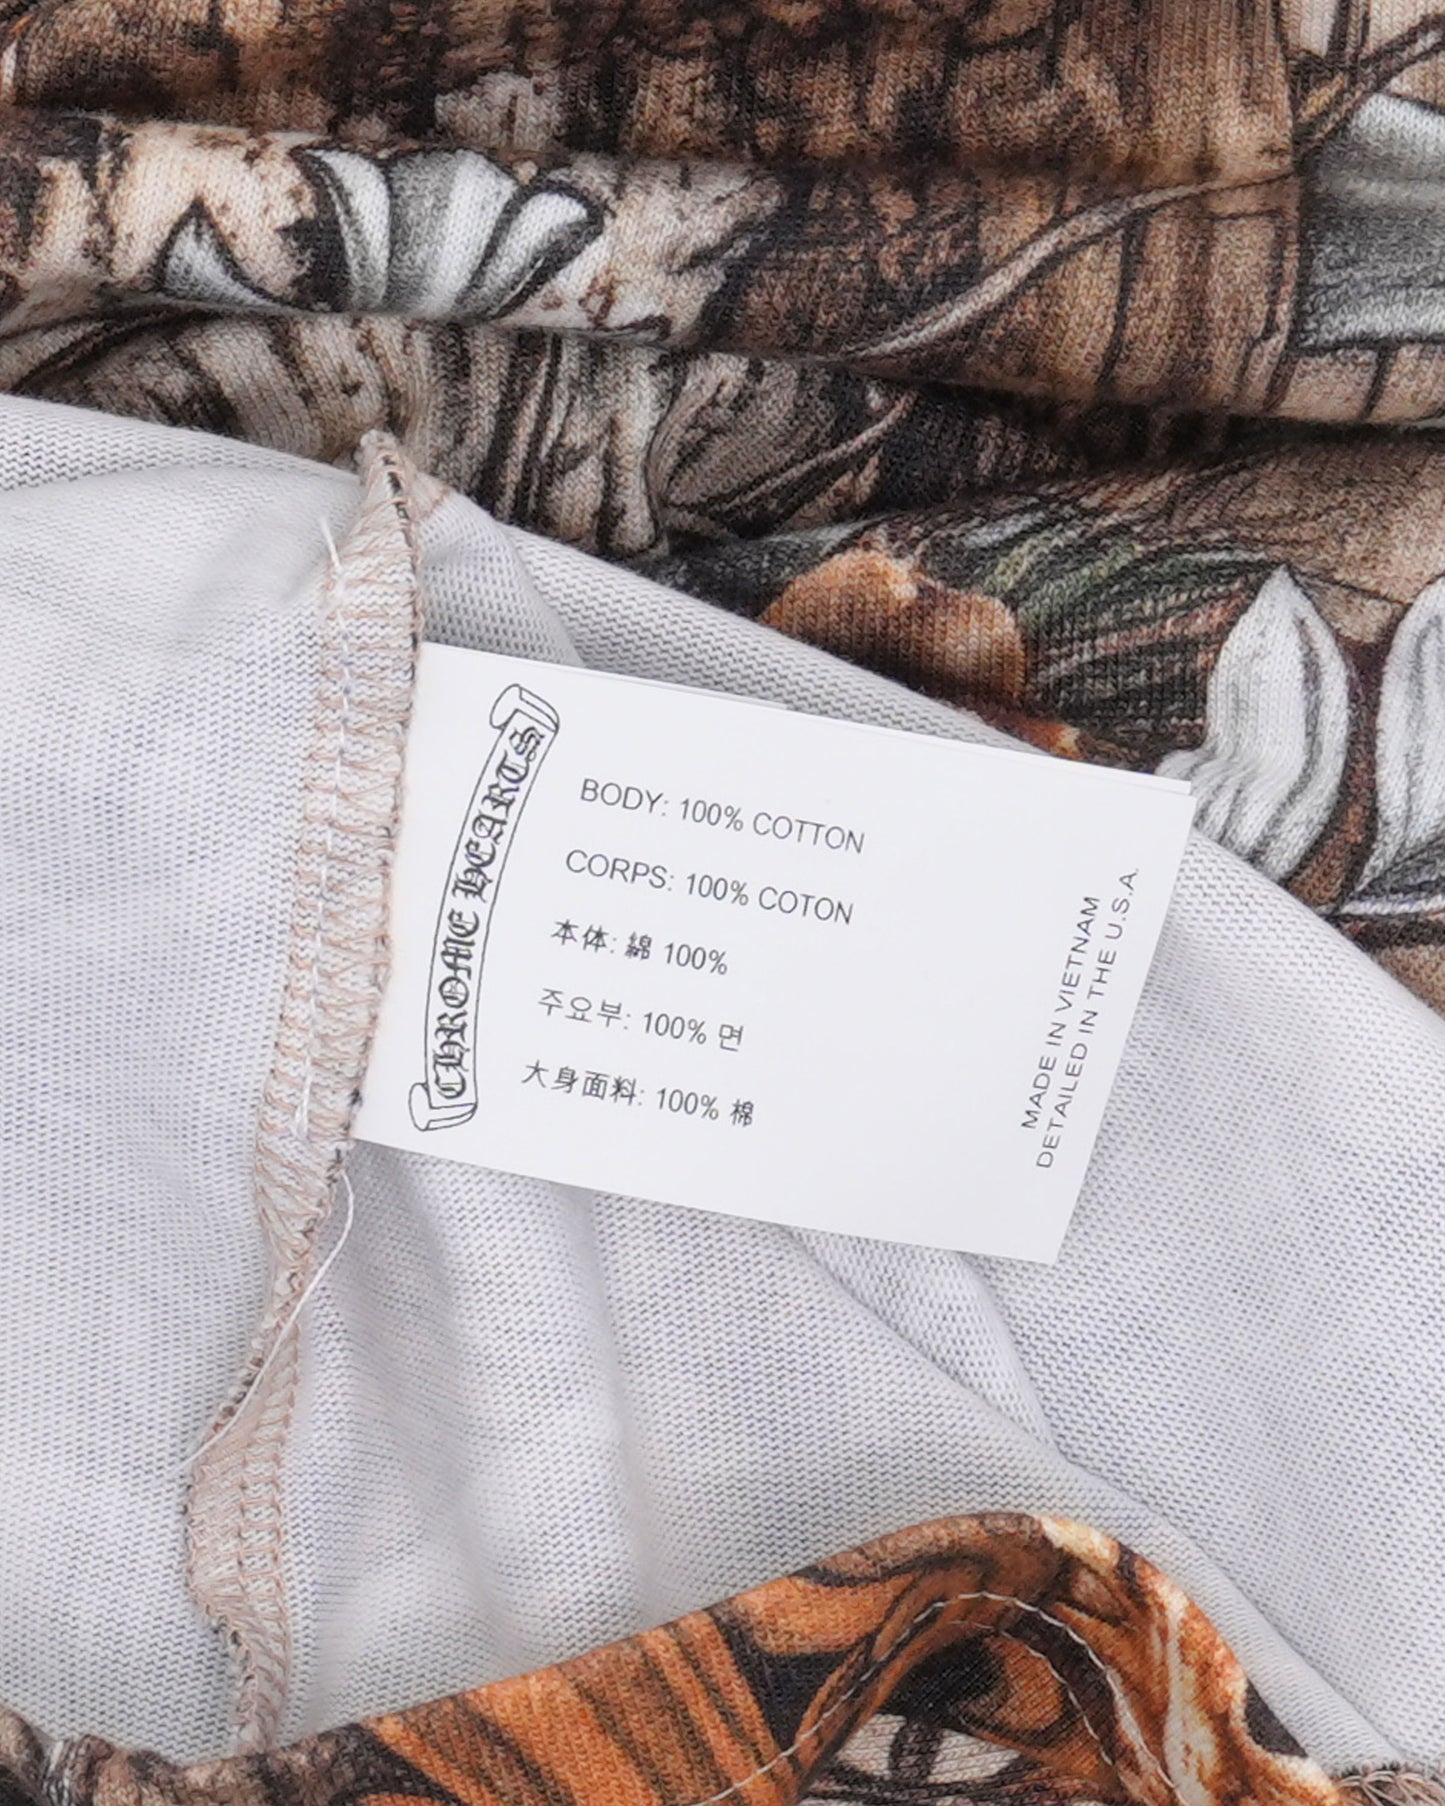 CHROME HEARTS
BODY: 100% COTTON
CORPS: 100% COTON
本体: 綿 100%
주요부: 100% 면
大身面料: 100% 棉
MADE IN VIETNAM
DETAILED IN THE U.S.A.